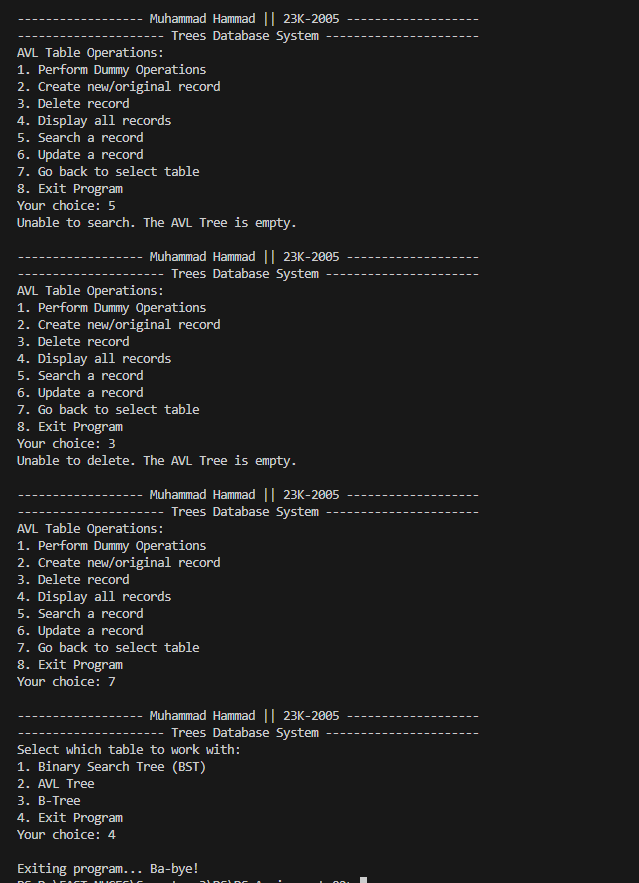 ------------------ Muhammad Hammad || 23K-2005 -------------------
--------------------- Trees Database System ----------------------
AVL Table Operations:
1. Perform Dummy Operations
2. Create new/original record
3. Delete record
4. Display all records
5. Search a record
6. Update a record
7. Go back to select table
8. Exit Program
Your choice: 5
Unable to search. The AVL Tree is empty.

------------------ Muhammad Hammad || 23K-2005 -------------------
--------------------- Trees Database System ----------------------
AVL Table Operations:
1. Perform Dummy Operations
2. Create new/original record
3. Delete record
4. Display all records
5. Search a record
6. Update a record
7. Go back to select table
8. Exit Program
Your choice: 3
Unable to delete. The AVL Tree is empty.

------------------ Muhammad Hammad || 23K-2005 -------------------
--------------------- Trees Database System ----------------------
AVL Table Operations:
1. Perform Dummy Operations
2. Create new/original record
3. Delete record
4. Display all records
5. Search a record
6. Update a record
7. Go back to select table
8. Exit Program
Your choice: 7

------------------ Muhammad Hammad || 23K-2005 -------------------
--------------------- Trees Database System ----------------------
Select which table to work with:
1. Binary Search Tree (BST)
2. AVL Tree
3. B-Tree
4. Exit Program
Your choice: 4

Exiting program... Ba-bye!